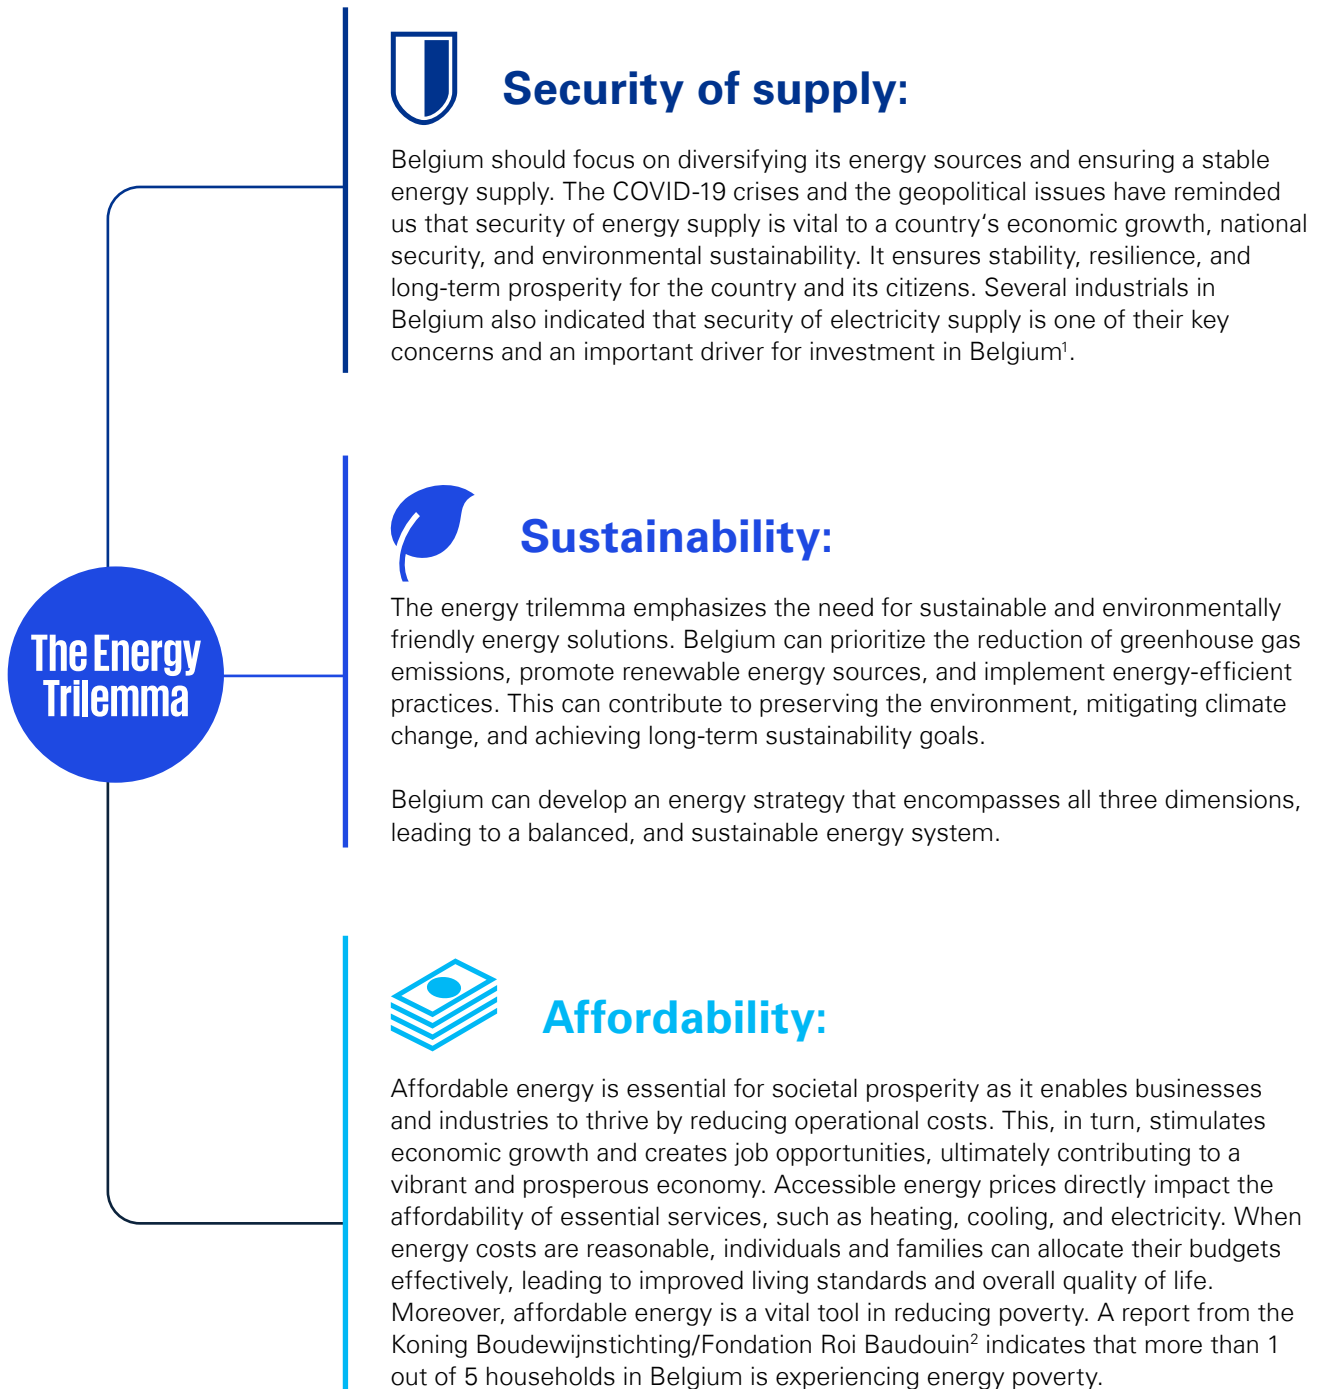 Security of supply:
Belgium should focus on diversifying its energy sources and ensuring a stable
energy supply. The COVID-19 crises and the geopolitical issues have reminded
us that security of energy supply is vital to a country‘s economic growth, national
security, and environmental sustainability. It ensures stability, resilience, and
long-term prosperity for the country and its citizens. Several industrials in
Belgium also indicated that security of electricity supply is one of their key
concerns and an important driver for investment in Belgium¹.
The Energy
Trilemma
Sustainability:
The energy trilemma emphasizes the need for sustainable and environmentally
friendly energy solutions. Belgium can prioritize the reduction of greenhouse gas
emissions, promote renewable energy sources, and implement energy-efficient
practices. This can contribute to preserving the environment, mitigating climate
change, and achieving long-term sustainability goals.
Belgium can develop an energy strategy that encompasses all three dimensions,
leading to a balanced, and sustainable energy system.
Affordability:
Affordable energy is essential for societal prosperity as it enables businesses
and industries to thrive by reducing operational costs. This, in turn, stimulates
economic growth and creates job opportunities, ultimately contributing to a
vibrant and prosperous economy. Accessible energy prices directly impact the
affordability of essential services, such as heating, cooling, and electricity. When
energy costs are reasonable, individuals and families can allocate their budgets
effectively, leading to improved living standards and overall quality of life.
Moreover, affordable energy is a vital tool in reducing poverty. A report from the
Koning Boudewijnstichting/Fondation Roi Baudouin² indicates that more than 1
out of 5 households in Belgium is experiencing energy poverty.